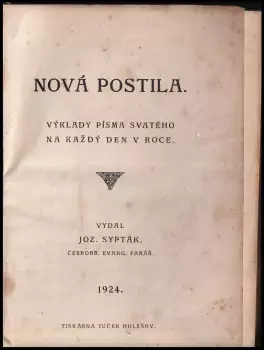 NOVÁ POSTILA.
VÝKLADY PÍSMA SVATÉHO
NA KAŽDÝ DEN V ROCE.
VYDAL
JOZ. SYPTÁK.
ČESKOBR. EVANG. FARÁŘ.
1924.
TISKÁRNA TUČEK HOLEŠOV.